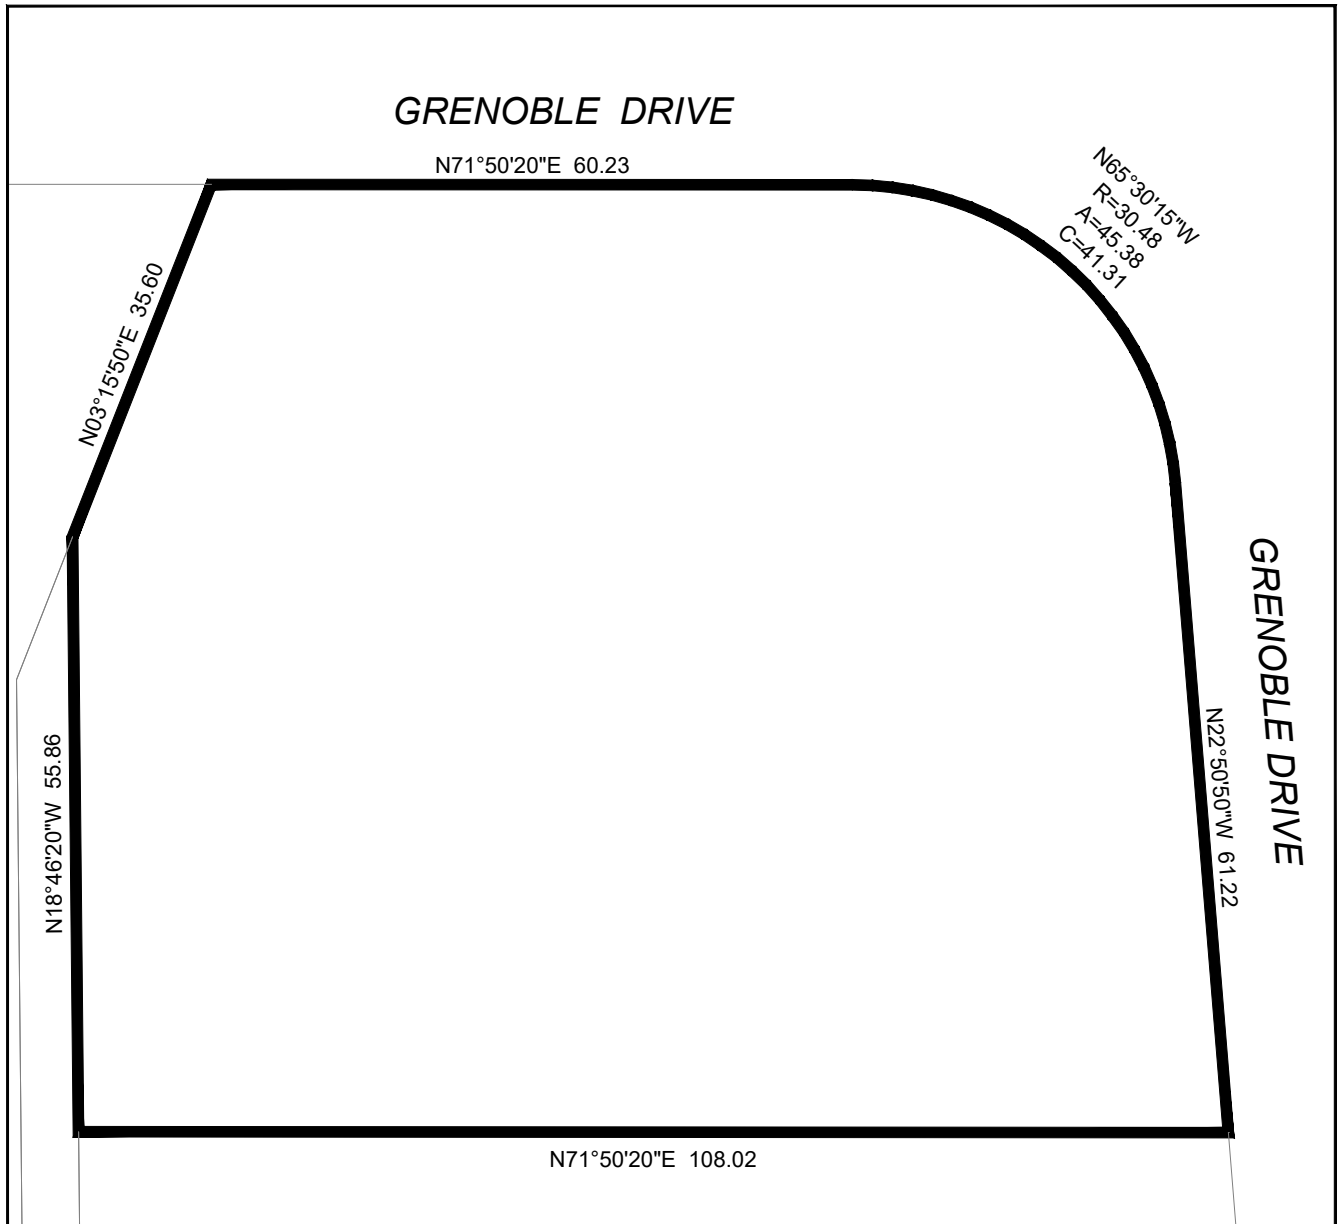 GRENOBLE DRIVE
N71°50'20"E 60.23
N65°30'15"W
R=30.48
A=45.38
C=41.31
N03°15'50"E 35.60
GRENOBLE DRIVE
N22°50'50"W 61.22
N18°46'20"W 55.86
N71°50'20"E 108.02